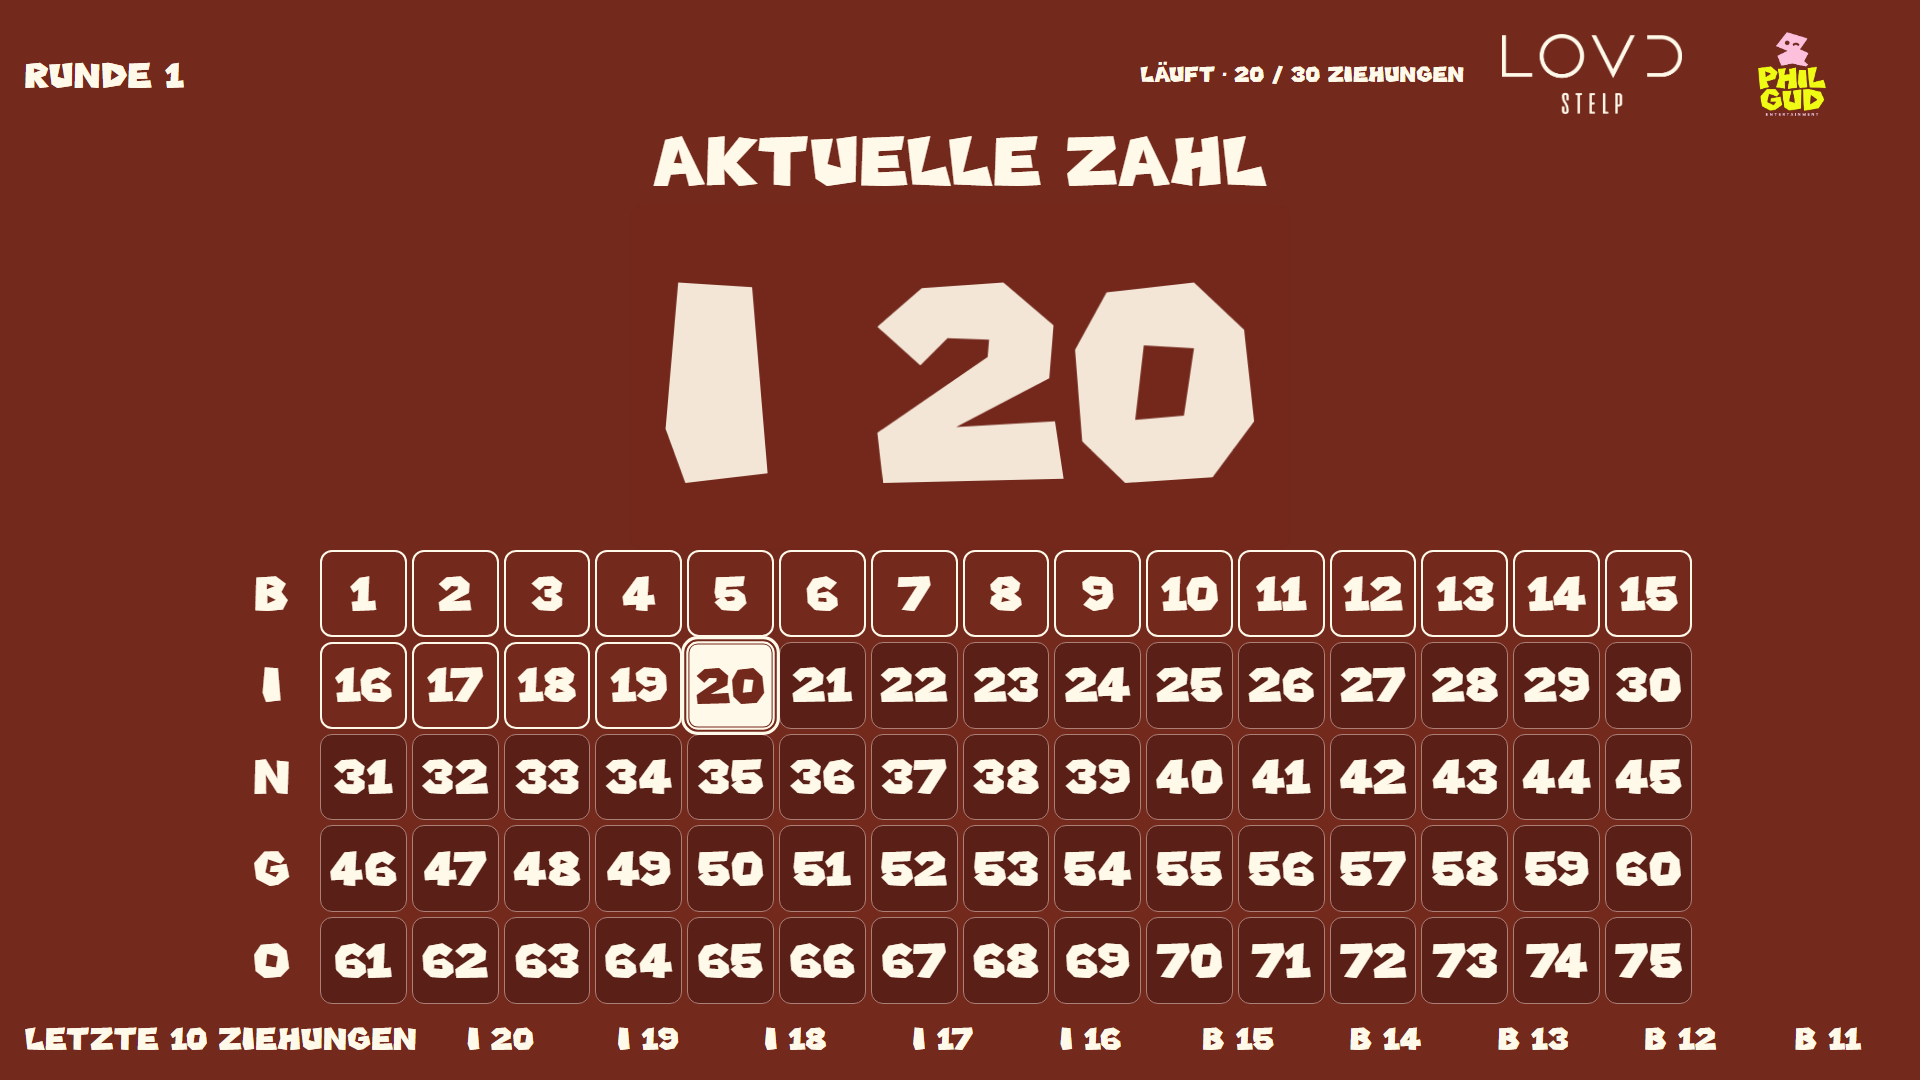 RUNDE 1
LÄUFT · 20 / 30 ZIEHUNGEN
LOVD
STELP
PHIL
GUD
ENTERTAINMENT
AKTUELLE ZAHL
I 20
B 1 2 3 4 5 6 7 8 9 10 11 12 13 14 15
I 16 17 18 19 20 21 22 23 24 25 26 27 28 29 30
N 31 32 33 34 35 36 37 38 39 40 41 42 43 44 45
G 46 47 48 49 50 51 52 53 54 55 56 57 58 59 60
O 61 62 63 64 65 66 67 68 69 70 71 72 73 74 75
LETZTE 10 ZIEHUNGEN I 20 I 19 I 18 I 17 I 16 B 15 B 14 B 13 B 12 B 11